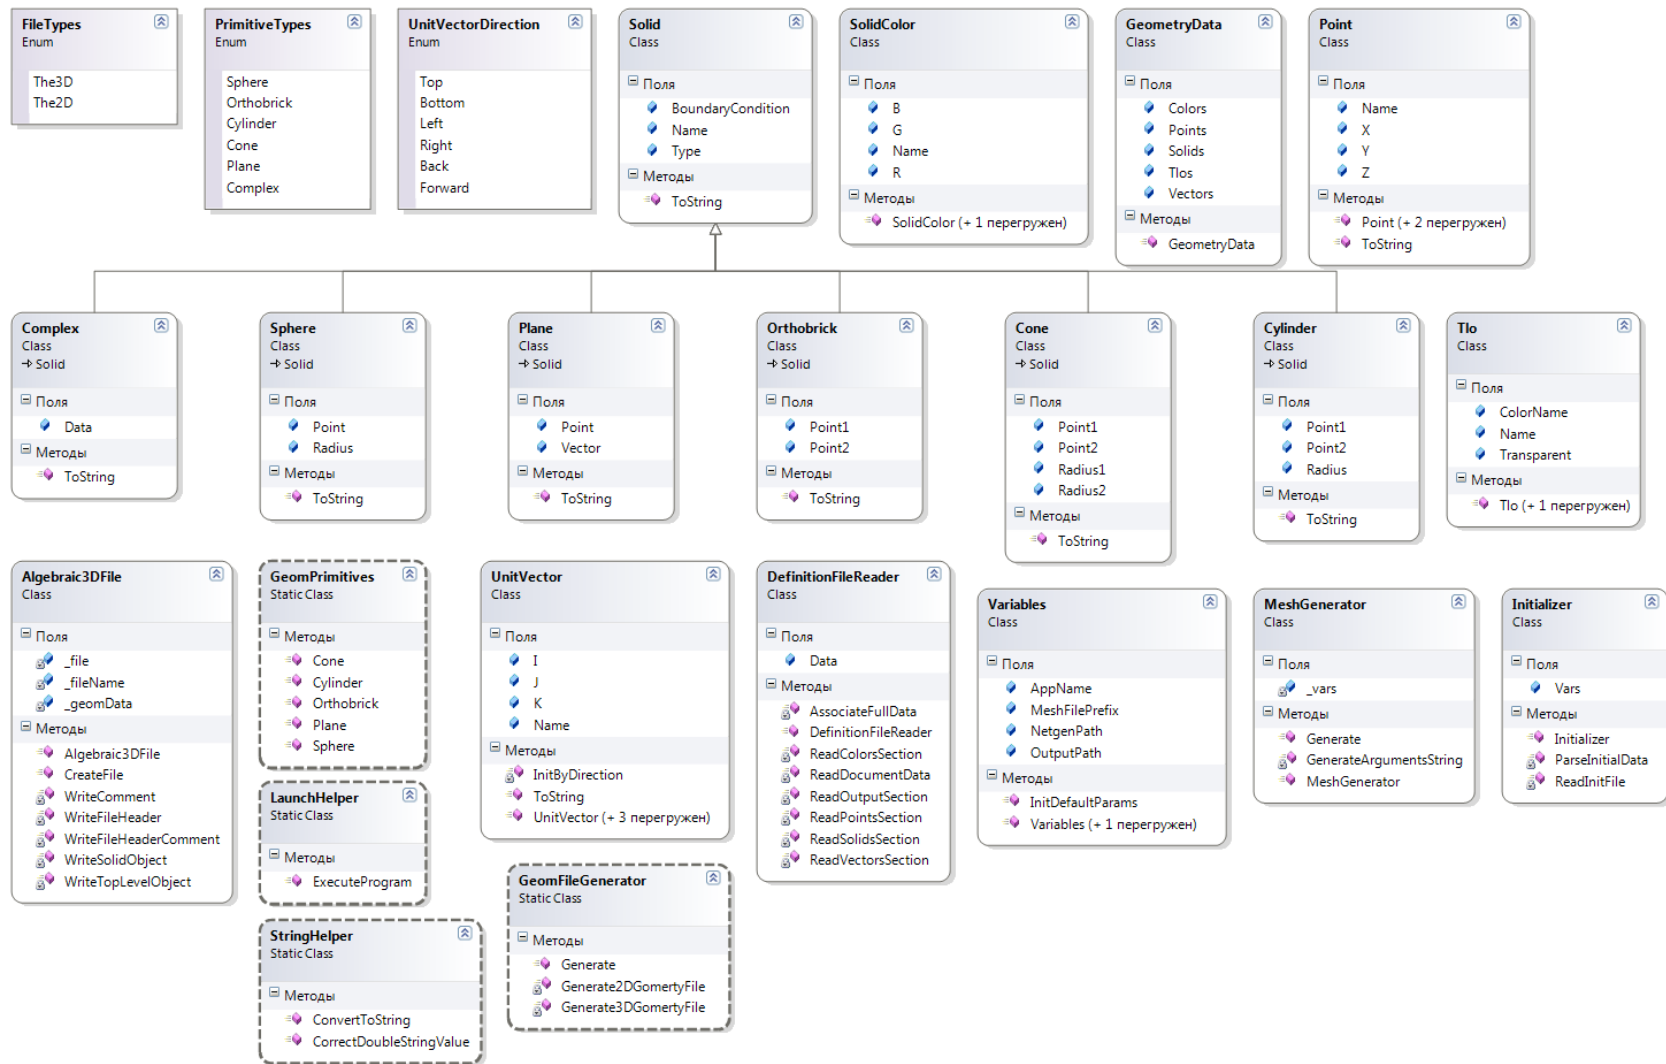 FileTypes
Enum
The3D
The2D
PrimitiveTypes
Enum
Sphere
Orthobrick
Cylinder
Cone
Plane
Complex
UnitVectorDirection
Enum
Top
Bottom
Left
Right
Back
Forward
Solid
Class
Поля
BoundaryCondition
Name
Type
Методы
ToString
SolidColor
Class
Поля
B
G
Name
R
Методы
SolidColor (+ 1 перегружен)
GeometryData
Class
Поля
Colors
Points
Solids
Tlos
Vectors
Методы
GeometryData
Point
Class
Поля
Name
X
Y
Z
Методы
Point (+ 2 перегружен)
ToString
Complex
Class
Solid
Поля
Data
Методы
ToString
Sphere
Class
Solid
Поля
Point
Radius
Методы
ToString
Plane
Class
Solid
Поля
Point
Vector
Методы
ToString
Orthobrick
Class
Solid
Поля
Point1
Point2
Методы
ToString
Cone
Class
Solid
Поля
Point1
Point2
Radius1
Radius2
Методы
ToString
Cylinder
Class
Solid
Поля
Point1
Point2
Radius
Методы
ToString
Tlo
Class
Поля
ColorName
Name
Transparent
Методы
Tlo (+ 1 перегружен)
Algebraic3DFile
Class
Поля
_file
_fileName
_geomData
Методы
Algebraic3DFile
CreateFile
WriteComment
WriteFileHeader
WriteFileHeaderComment
WriteSolidObject
WriteTopLevelObject
GeomPrimitives
Static Class
Методы
Cone
Cylinder
Orthobrick
Plane
Sphere
LaunchHelper
Static Class
Методы
ExecuteProgram
StringHelper
Static Class
Методы
ConvertToString
CorrectDoubleStringValue
UnitVector
Class
Поля
I
J
K
Name
Методы
InitByDirection
ToString
UnitVector (+ 3 перегружен)
GeomFileGenerator
Static Class
Методы
Generate
Generate2DGomertyFile
Generate3DGomertyFile
DefinitionFileReader
Class
Поля
Data
Методы
AssociateFullData
DefinitionFileReader
ReadColorsSection
ReadDocumentData
ReadOutputSection
ReadPointsSection
ReadSolidsSection
ReadVectorsSection
Variables
Class
Поля
AppName
MeshFilePrefix
NetgenPath
OutputPath
Методы
InitDefaultParams
Variables (+ 1 перегружен)
MeshGenerator
Class
Поля
_vars
Методы
Generate
GenerateArgumentsString
MeshGenerator
Initializer
Class
Поля
Vars
Методы
Initializer
ParseInitialData
ReadInitFile